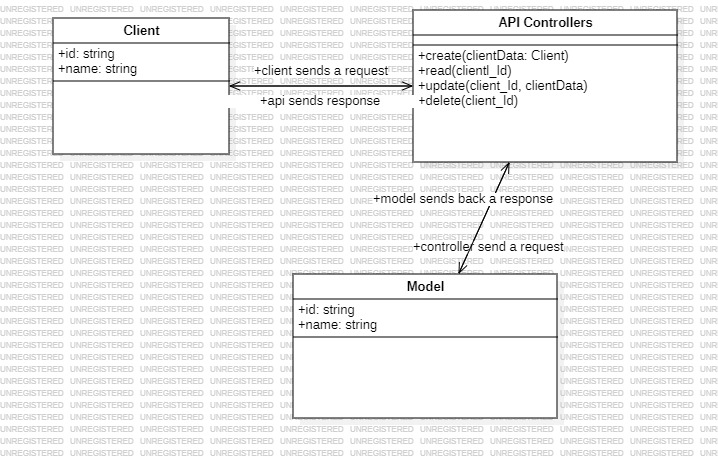 Client
+id: string
+name: string
API Controllers
+create(clientData: Client)
+read(clientl_Id)
+update(client_Id, clientData)
+delete(client_Id)
+client sends a request
+api sends response
+model sends back a response
+controller send a request
Model
+id: string
+name: string
UNREGISTERED